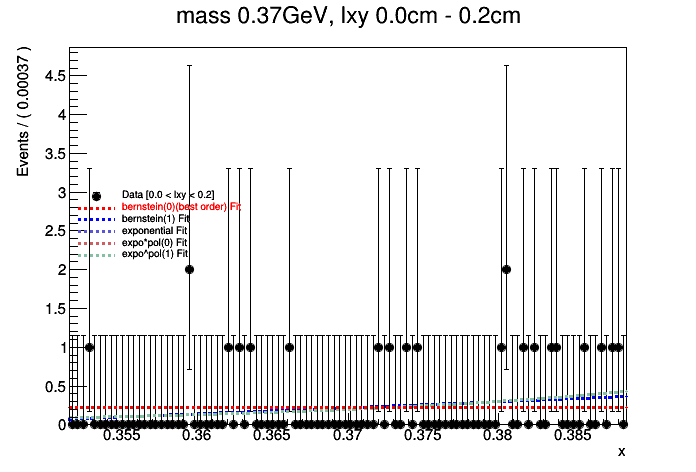 mass 0.37GeV, lxy 0.0cm - 0.2cm
Events / ( 0.00037 )
4.5
4
3.5
3
2.5
2
1.5
1
0.5
0
Data [0.0 < lxy < 0.2]
bernstein(0)(best order) Fit
bernstein(1) Fit
exponential Fit
expo*pol(0) Fit
expo^pol(1) Fit
0.355 0.36 0.365 0.37 0.375 0.38 0.385
x